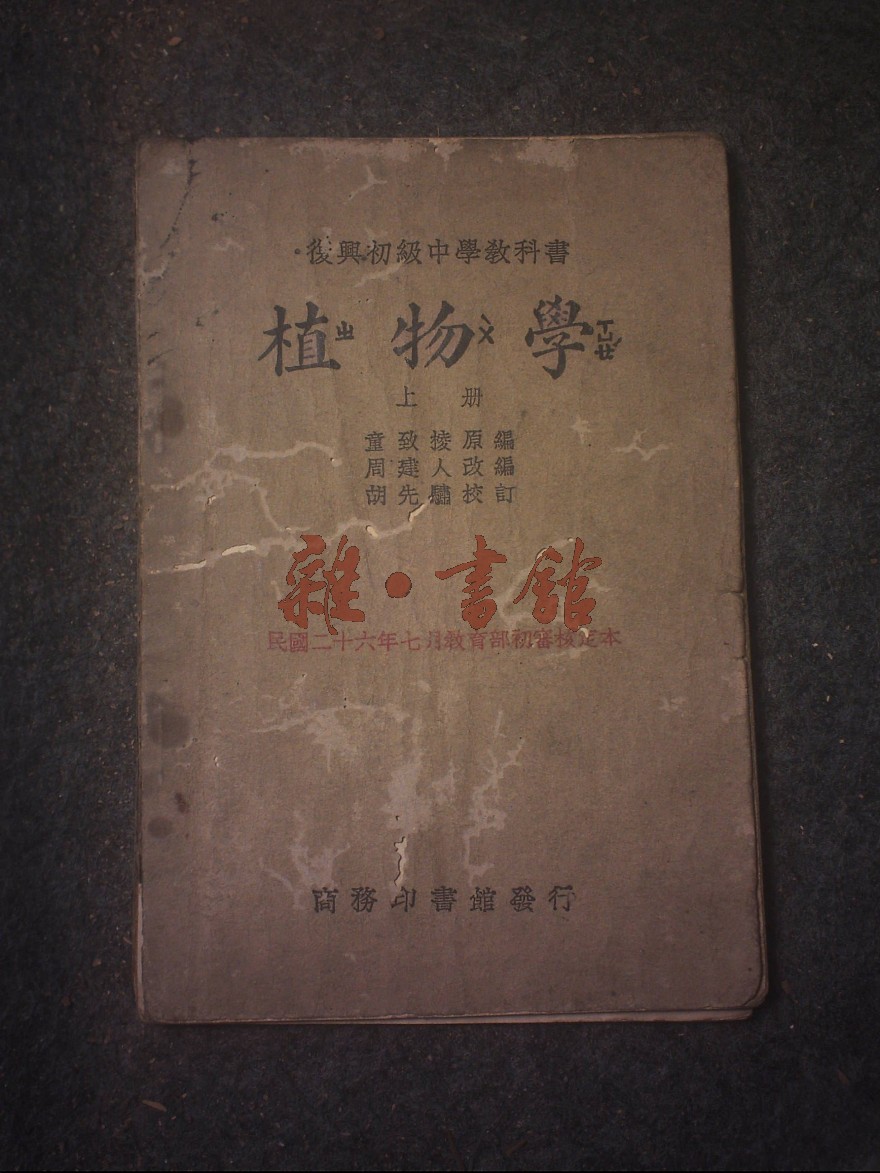 復興初級中學教科書
植ㄓ 物ㄨˋ 學ㄒㄩㄝˊ
上册
童致掕原編
周建人改編
胡先驌校訂
雜·書館
民國二十六年七月教育部初審核定本
商務印書館發行